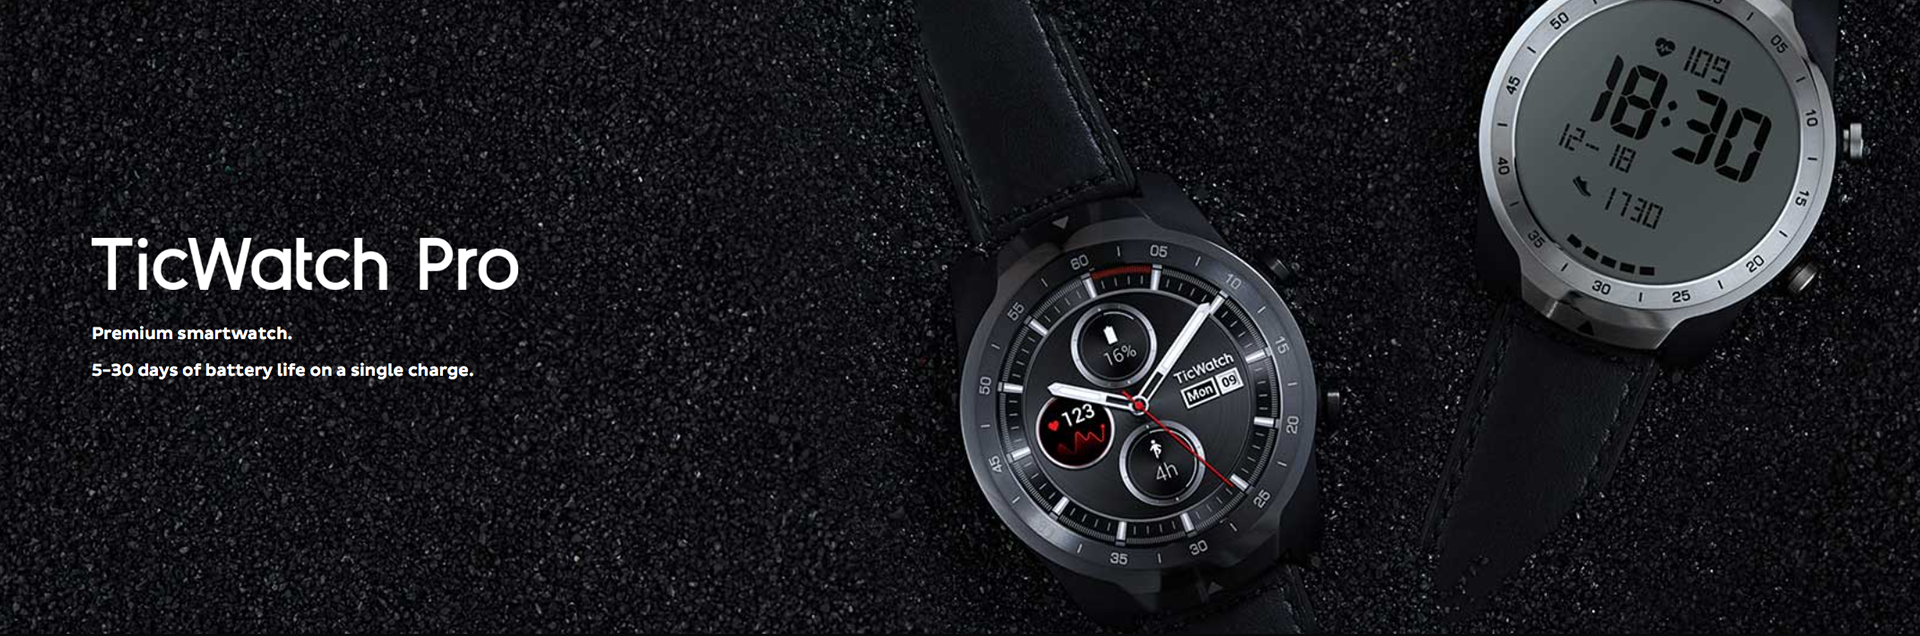 TicWatch Pro
Premium smartwatch.
5-30 days of battery life on a single charge.
60 05 10 15 20 25 30 35 45 50 55
16%
TicWatch
Mon 09
123
4h
50 05 10 15 20 25 30 35 40 45
109
18:30
12-18
1730